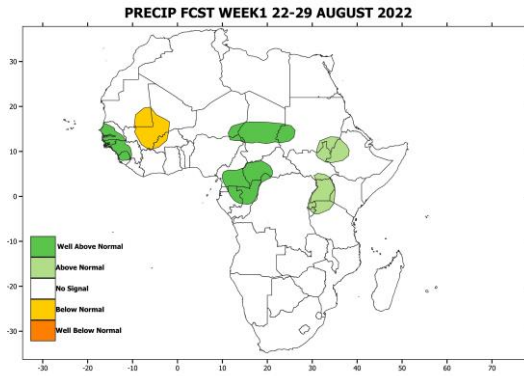 PRECIP FCST WEEK1 22-29 AUGUST 2022
30
20
10
0
-10
-20
-30
Well Above Normal
Above Normal
No Signal
Below Normal
Well Below Normal
-30 -20 -10 0 10 20 30 40 50 60 70